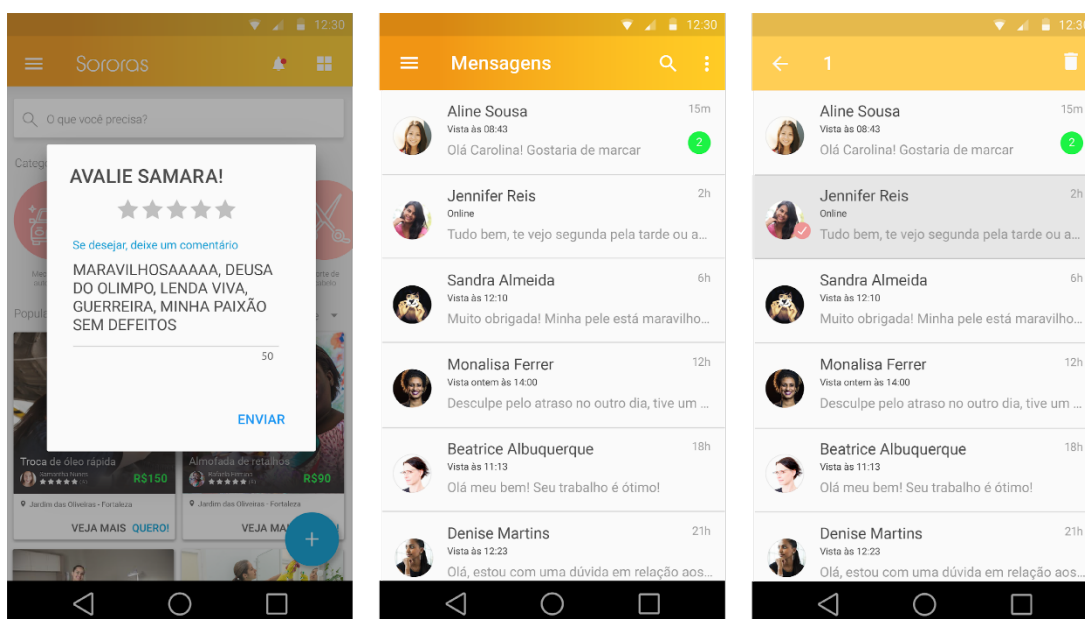 12:30
Sororas
O que você precisa?
Categ
AVALIE SAMARA!
Se desejar, deixe um comentário
MARAVILHOSAAAAA, DEUSA
DO OLIMPO, LENDA VIVA,
GUERREIRA, MINHA PAIXÃO
SEM DEFEITOS
50
ENVIAR
Popula
Troca de óleo rápida
R$150
Jardim das Oliveiras - Fortaleza
VEJA MAIS QUERO!
Almofada de retalhos
R$90
Jardim das Oliveiras - Fortaleza
VEJA MA
+
12:30
Mensagens
Aline Sousa 15m
Vista às 08:43
Olá Carolina! Gostaria de marcar 2
Jennifer Reis 2h
Online
Tudo bem, te vejo segunda pela tarde ou a...
Sandra Almeida 6h
Vista às 12:10
Muito obrigada! Minha pele está maravilho...
Monalisa Ferrer 12h
Vista ontem às 14:00
Desculpe pelo atraso no outro dia, tive um ...
Beatrice Albuquerque 18h
Vista às 11:13
Olá meu bem! Seu trabalho é ótimo!
Denise Martins 21h
Vista às 12:23
Olá, estou com uma dúvida em relação aos...
12:30
1
Aline Sousa 15m
Vista às 08:43
Olá Carolina! Gostaria de marcar 2
Jennifer Reis 2h
Online
Tudo bem, te vejo segunda pela tarde ou a...
Sandra Almeida 6h
Vista às 12:10
Muito obrigada! Minha pele está maravilho...
Monalisa Ferrer 12h
Vista ontem às 14:00
Desculpe pelo atraso no outro dia, tive um ...
Beatrice Albuquerque 18h
Vista às 11:13
Olá meu bem! Seu trabalho é ótimo!
Denise Martins 21h
Vista às 12:23
Olá, estou com uma dúvida em relação aos...